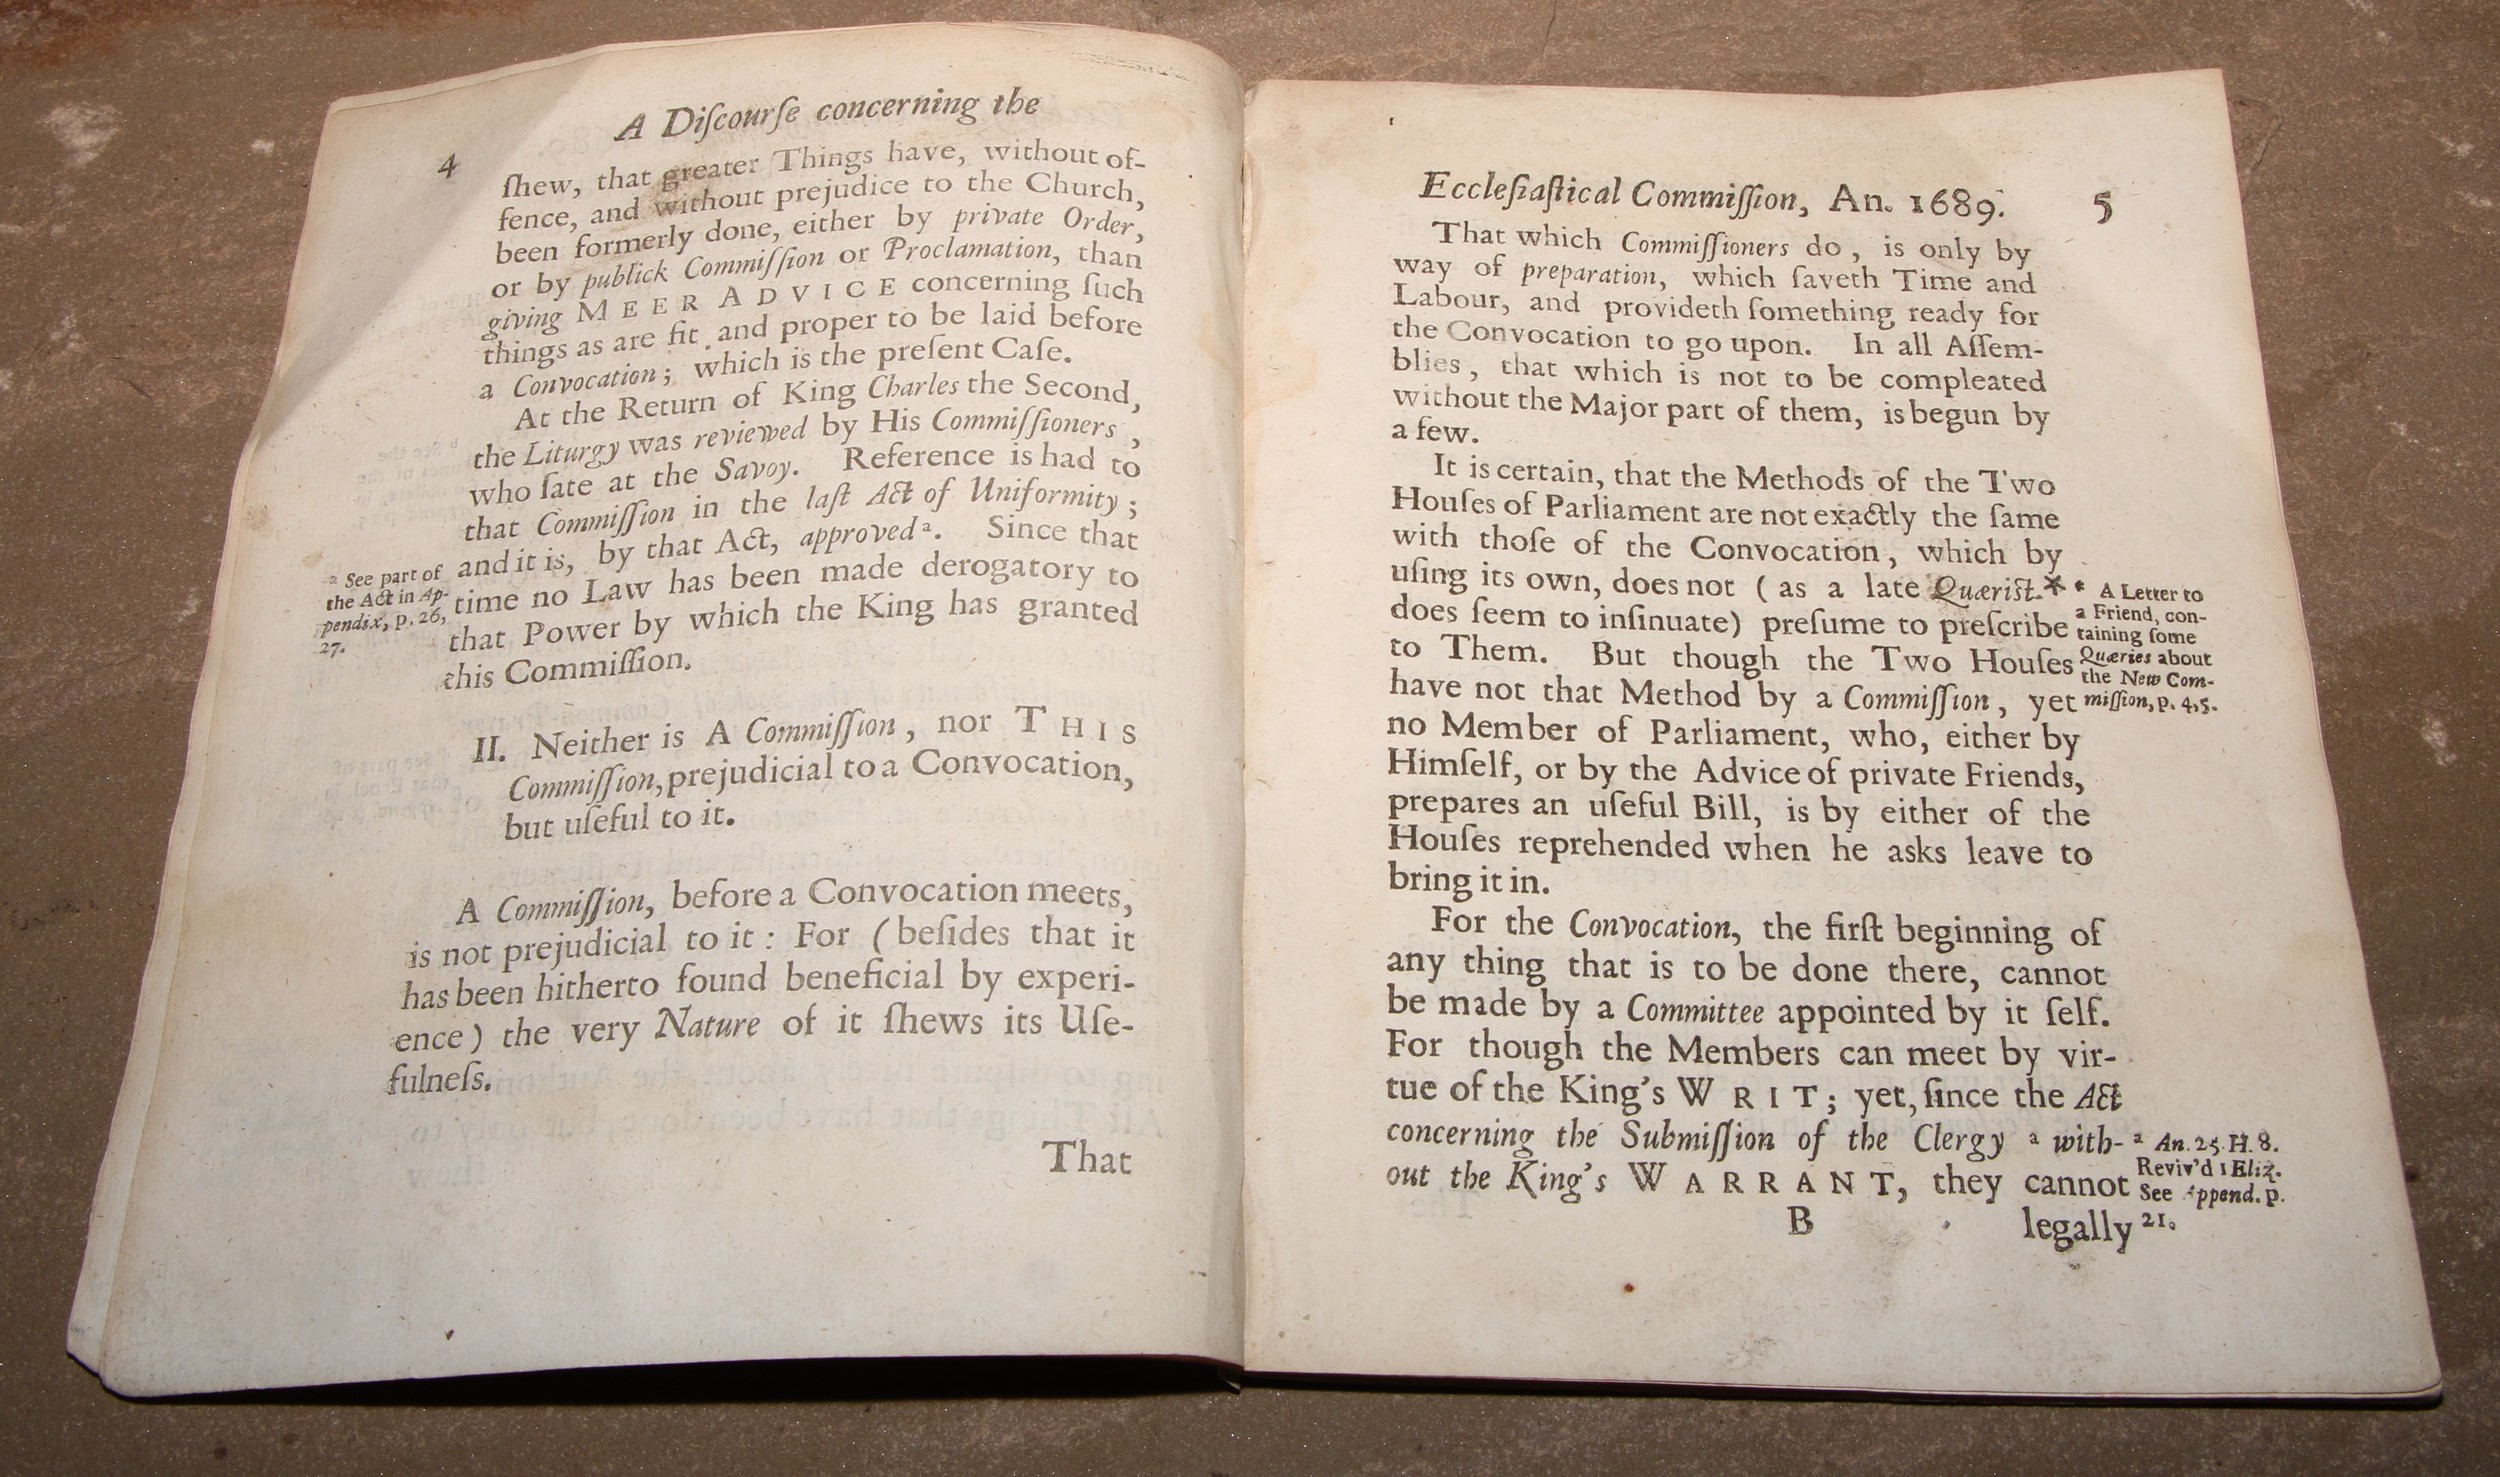 A Diſcourſe concerning the
4
ſhew, that greater Things have, without of-
fence, and without prejudice to the Church,
been formerly done, either by private Order,
or by publick Commiſſion or Proclamation, than
giving MEER ADVICE concerning ſuch
things as are fit and proper to be laid before
a Convocation; which is the preſent Caſe.
At the Return of King Charles the Second,
the Liturgy was reviewed by His Commiſſioners,
who ſate at the Savoy. Reference is had to
that Commiſſion in the laſt Act of Uniformity;
and it is, by that Act, approved ª. Since that
time no Law has been made derogatory to
that Power by which the King has granted
this Commiſſion.
ª See part of
the Act in Ap-
pendix, p. 26,
27.
II. Neither is A Commiſſion, nor THIS
Commiſſion, prejudicial to a Convocation,
but uſeful to it.
A Commiſſion, before a Convocation meets,
is not prejudicial to it: For (beſides that it
has been hitherto found beneficial by experi-
ence) the very Nature of it ſhews its Uſe-
fulneſs.
That
Eccleſiaſtical Commiſſion, An. 1689. 5
That which Commiſſioners do, is only by
way of preparation, which ſaveth Time and
Labour, and provideth ſomething ready for
the Convocation to go upon. In all Aſſem-
blies, that which is not to be compleated
without the Major part of them, is begun by
a few.
It is certain, that the Methods of the Two
Houſes of Parliament are not exactly the ſame
with thoſe of the Convocation, which by
uſing its own, does not (as a late Quæriſt *
does ſeem to inſinuate) preſume to preſcribe
to Them. But though the Two Houſes
have not that Method by a Commiſſion, yet
no Member of Parliament, who, either by
Himſelf, or by the Advice of private Friends,
prepares an uſeful Bill, is by either of the
Houſes reprehended when he asks leave to
bring it in.
* A Letter to
a Friend, con-
taining ſome
Quæries about
the New Com-
miſſion, p. 4,5.
For the Convocation, the firſt beginning of
any thing that is to be done there, cannot
be made by a Committee appointed by it ſelf.
For though the Members can meet by vir-
tue of the King's WRIT; yet, ſince the Act
concerning the Submiſſion of the Clergy ª with-
out the King's WARRANT, they cannot
ª An. 25. H. 8.
Reviv'd 1 Eliz.
See Append. p.
21.
B legally